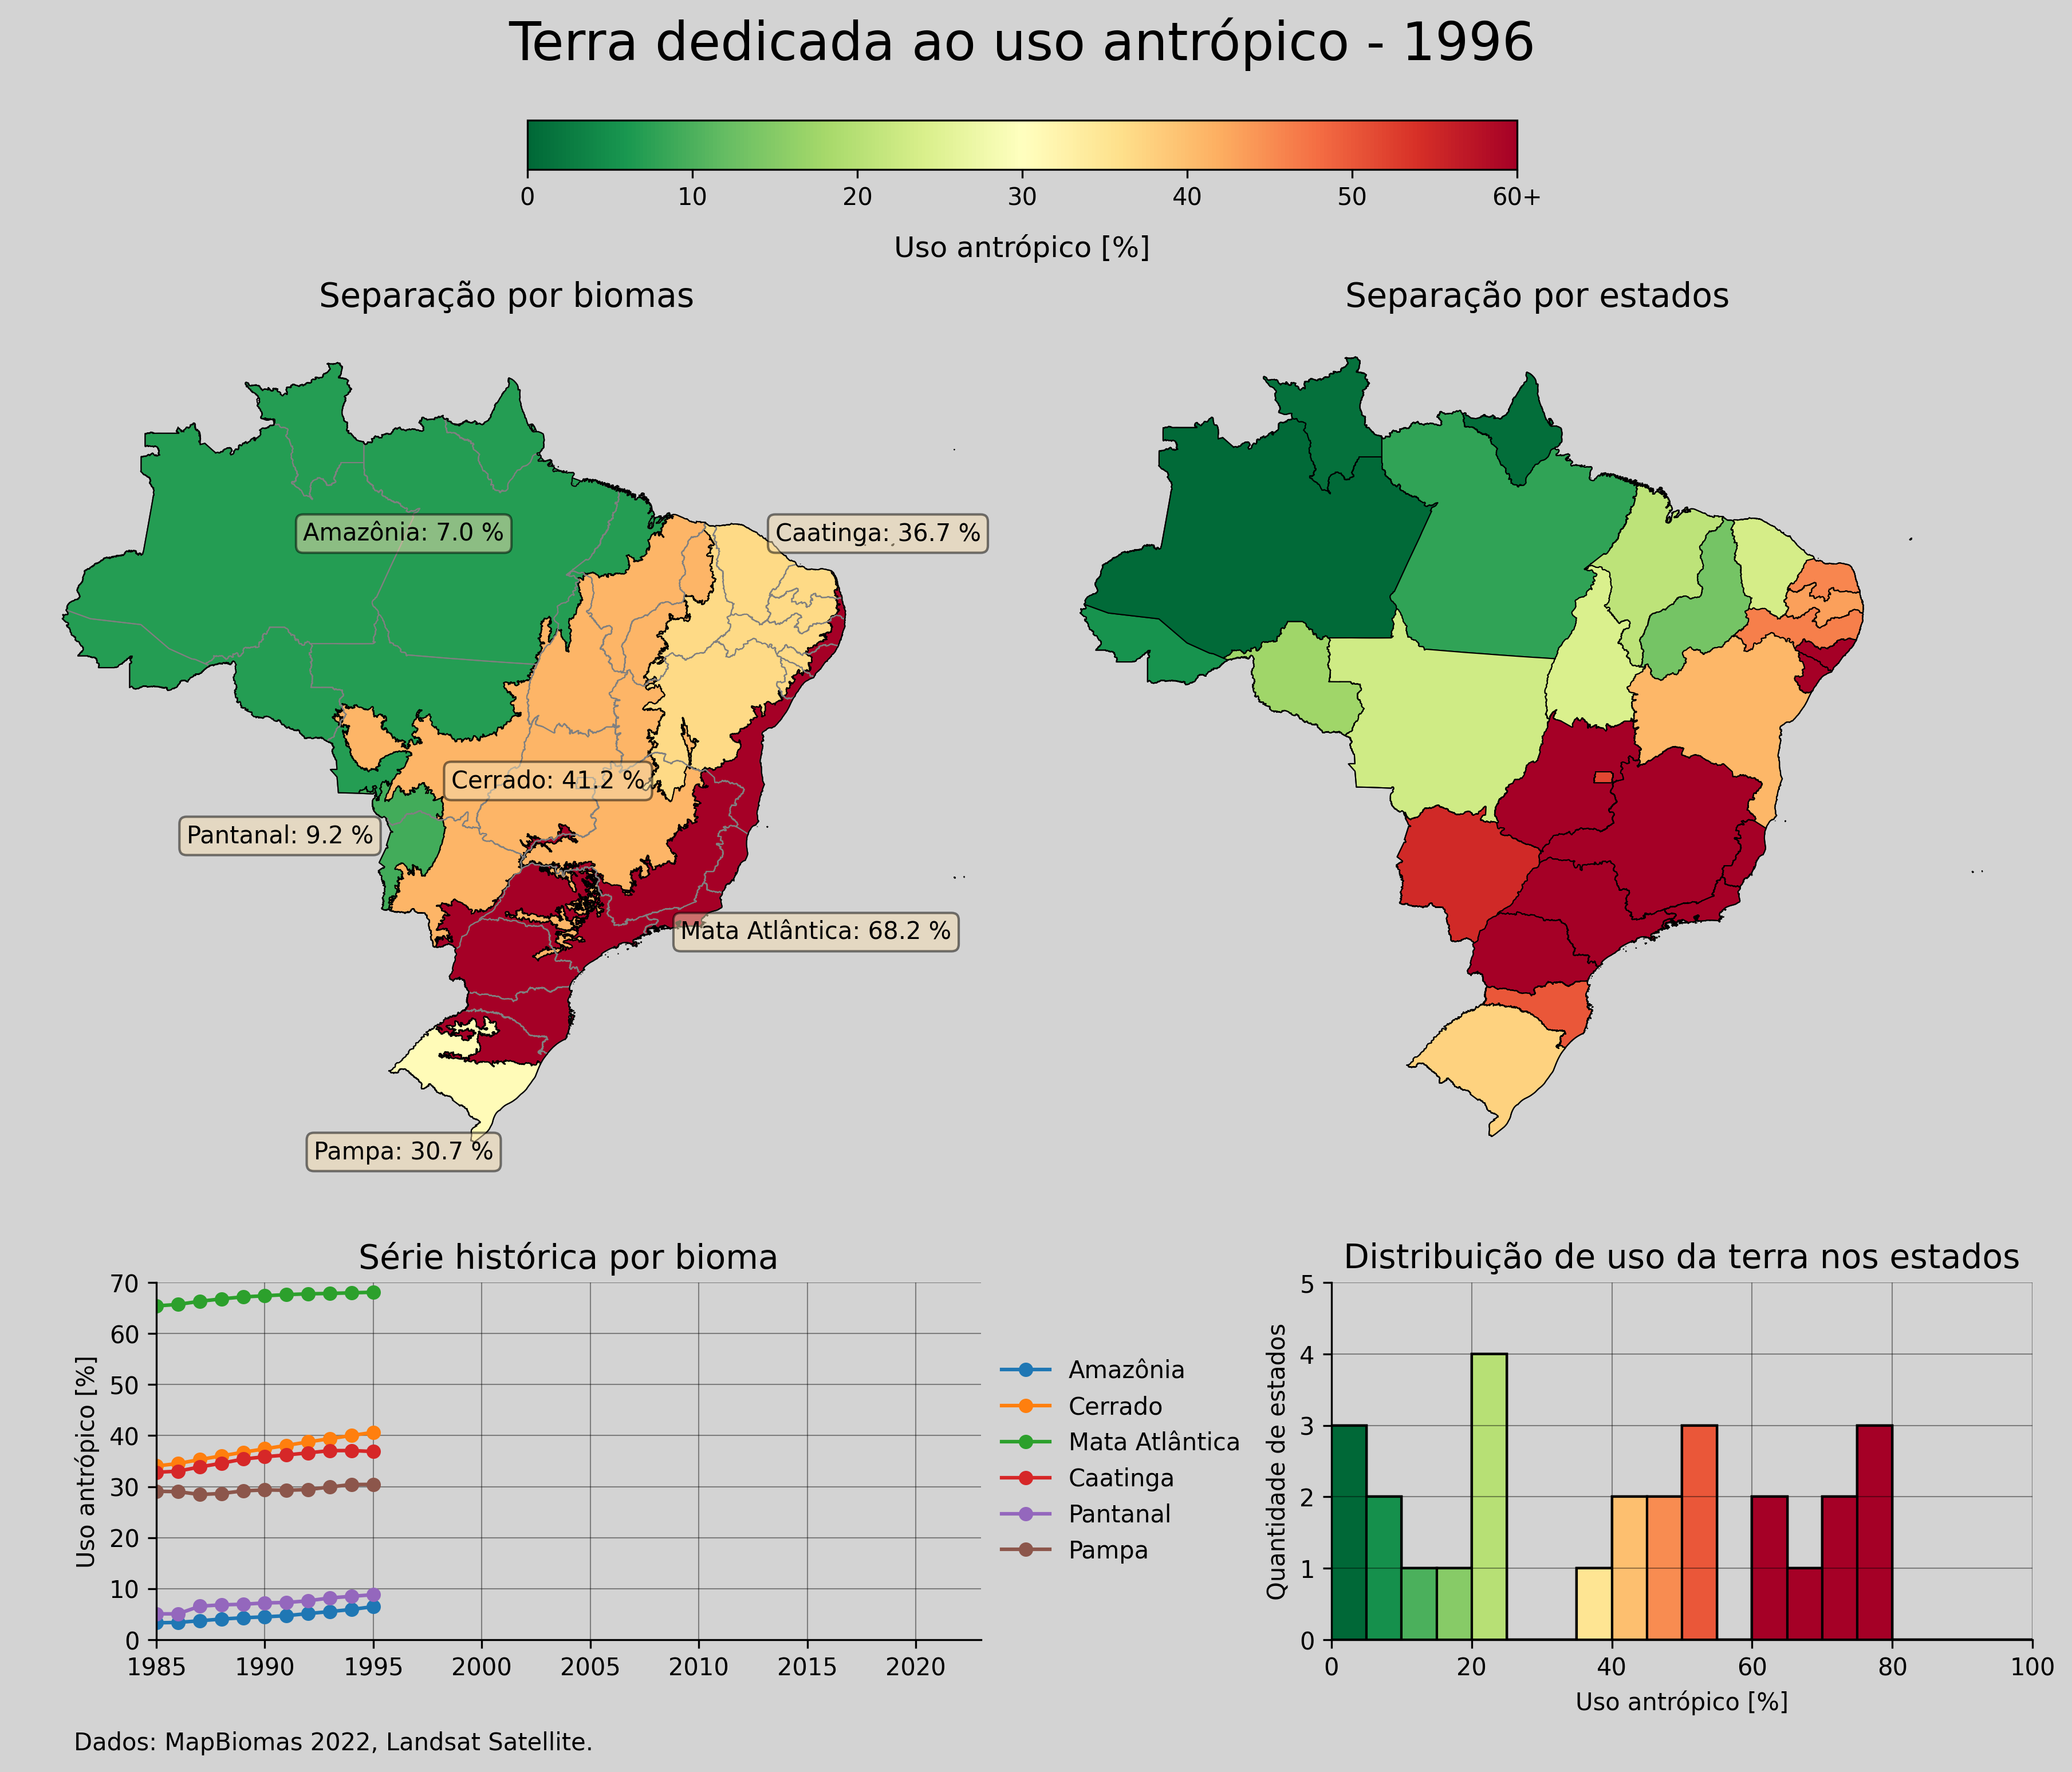 Terra dedicada ao uso antrópico - 1996
0 10 20 30 40 50 60+
Uso antrópico [%]
Separação por biomas
Separação por estados
Amazônia: 7.0 %
Caatinga: 36.7 %
Cerrado: 41.2 %
Pantanal: 9.2 %
Mata Atlântica: 68.2 %
Pampa: 30.7 %
Série histórica por bioma
Uso antrópico [%]
70
60
50
40
30
20
10
0
1985 1990 1995 2000 2005 2010 2015 2020
Amazônia
Cerrado
Mata Atlântica
Caatinga
Pantanal
Pampa
Distribuição de uso da terra nos estados
Quantidade de estados
5
4
3
2
1
0
0 20 40 60 80 100
Uso antrópico [%]
Dados: MapBiomas 2022, Landsat Satellite.